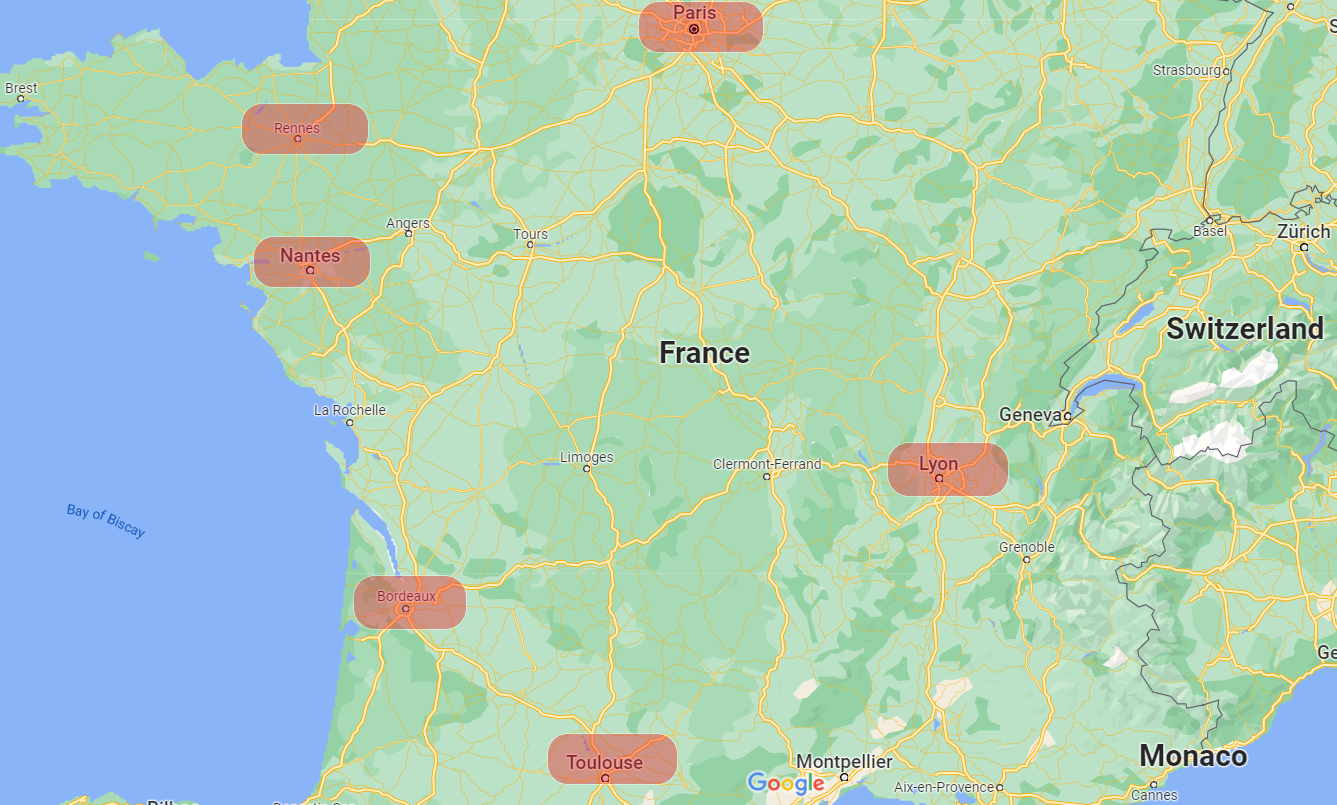 Paris
S
Strasbourg
Brest
Rennes
Angers
Tours
Basel
Zürich
Nantes
Switzerland
France
La Rochelle
Geneva
Limoges
Clermont-Ferrand
Lyon
Bay of Biscay
Grenoble
Bordeaux
Ge
Monaco
Toulouse
Montpellier
Google
Aix-en-Provence
Cannes